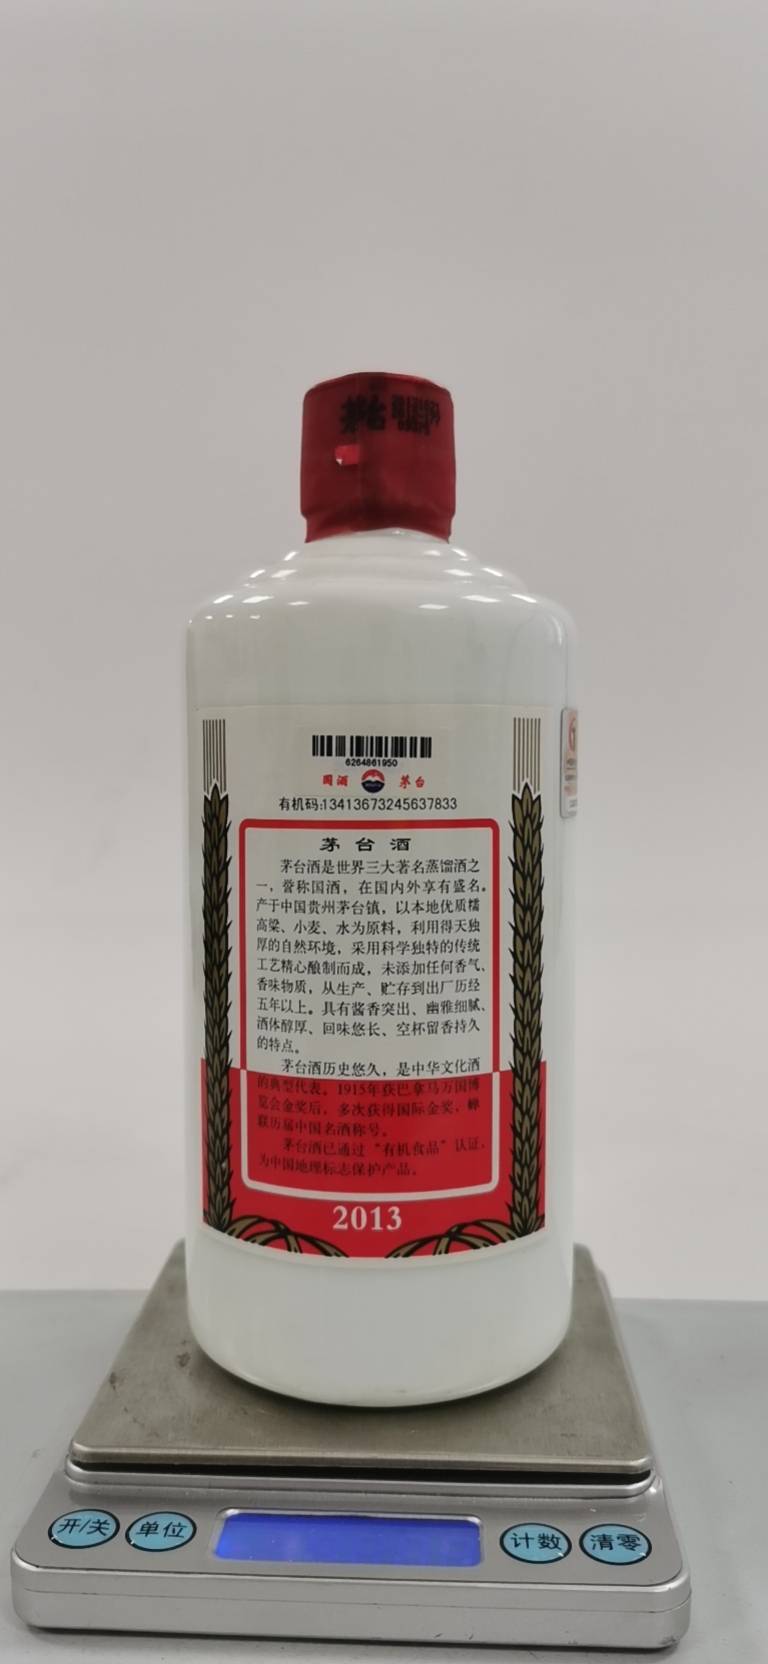 茅台
6264861950
国酒 茅台
有机码:13413673245637833
茅台酒
茅台酒是世界三大著名蒸馏酒之
一，誉称国酒，在国内外享有盛名。
产于中国贵州茅台镇，以本地优质糯
高粱、小麦、水为原料，利用得天独
厚的自然环境，采用科学独特的传统
工艺精心酿制而成，未添加任何香气、
香味物质，从生产、贮存到出厂历经
五年以上。具有酱香突出、幽雅细腻、
酒体醇厚、回味悠长、空杯留香持久
的特点。
茅台酒历史悠久，是中华文化酒
的典型代表。1915年获巴拿马万国博
览会金奖后，多次获得国际金奖，蝉
联历届中国名酒称号。
茅台酒已通过“有机食品”认证，
为中国地理标志保护产品。
2013
开/关 单位 计数 清零